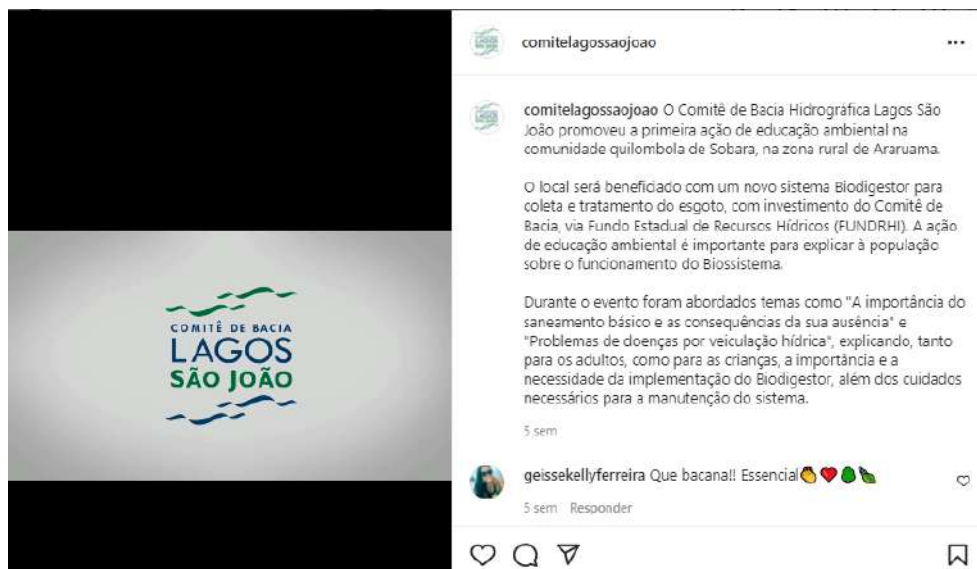 COMITÊ DE BACIA
LAGOS
SÃO JOÃO
comitelagossaojoao
comitelagossaojoao O Comitê de Bacia Hidrográfica Lagos São
João promoveu a primeira ação de educação ambiental na
comunidade quilombola de Sobara, na zona rural de Araruama.
O local será beneficiado com um novo sistema Biodigestor para
coleta e tratamento do esgoto, com investimento do Comitê de
Bacia, via Fundo Estadual de Recursos Hídricos (FUNDRHI). A ação
de educação ambiental é importante para explicar à população
sobre o funcionamento do Biossistema.
Durante o evento foram abordados temas como "A importância do
saneamento básico e as consequências da sua ausência" e
"Problemas de doenças por veiculação hídrica", explicando, tanto
para os adultos, como para as crianças, a importância e a
necessidade da implementação do Biodigestor, além dos cuidados
necessários para a manutenção do sistema.
5 sem
geissekellyferreira Que bacana!! Essencial👏❤️🌳🌿
5 sem Responder